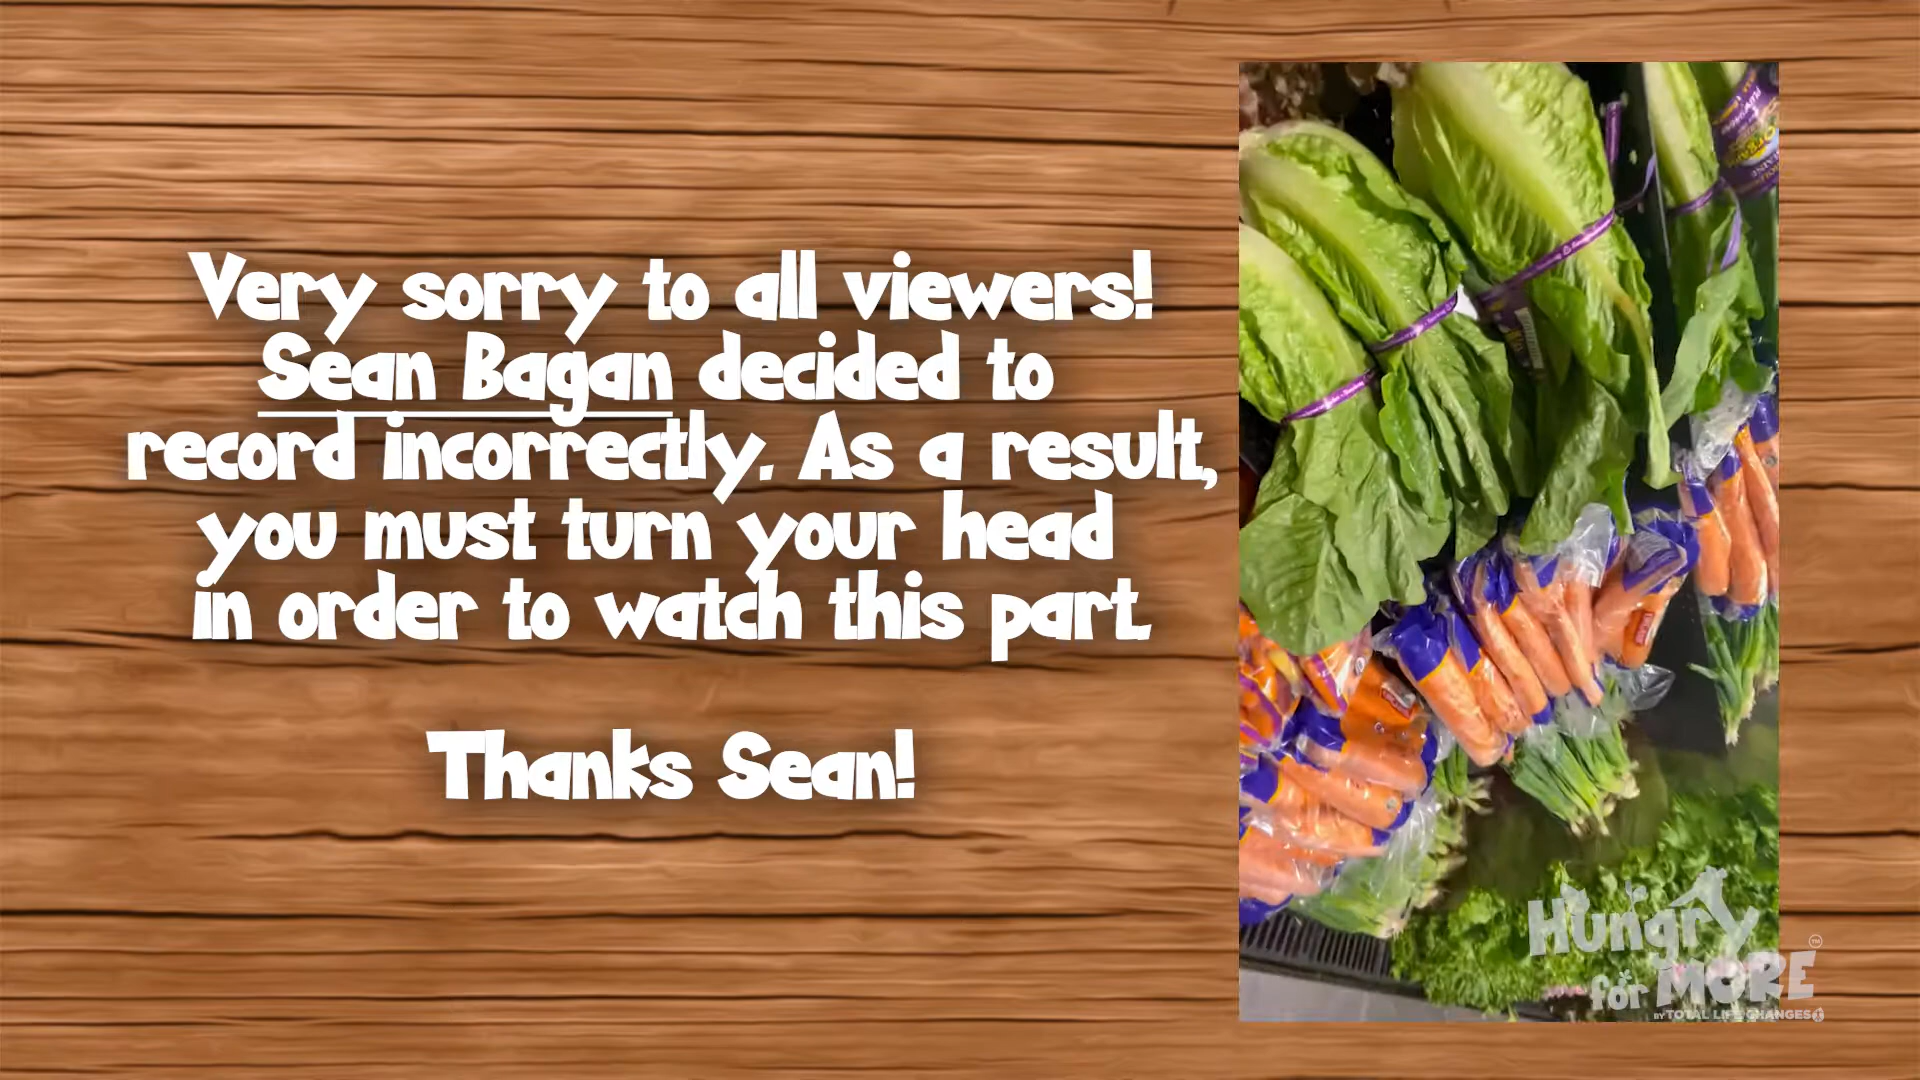 Very sorry to all viewers!
Sean Bagan decided to
record incorrectly. As a result,
you must turn your head
in order to watch this part.
Thanks Sean!
Hungry
for MORE
TM
BY TOTAL LIFE CHANGES